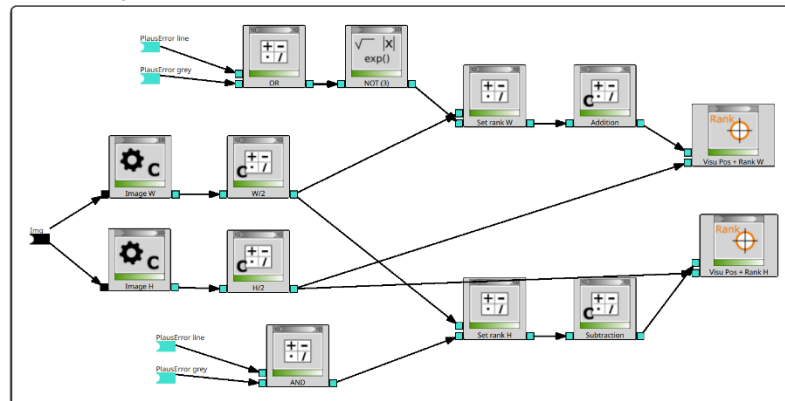 PlausError line
PlausError grey
OR
√‾ |x|
exp()
NOT (3)
Set rank W
C
Addition
Rank
Visu Pos + Rank W
C
Image W
C
W/2
Img
C
Image H
C
H/2
Rank
Visu Pos + Rank H
Set rank H
C
Subtraction
PlausError line
PlausError grey
AND